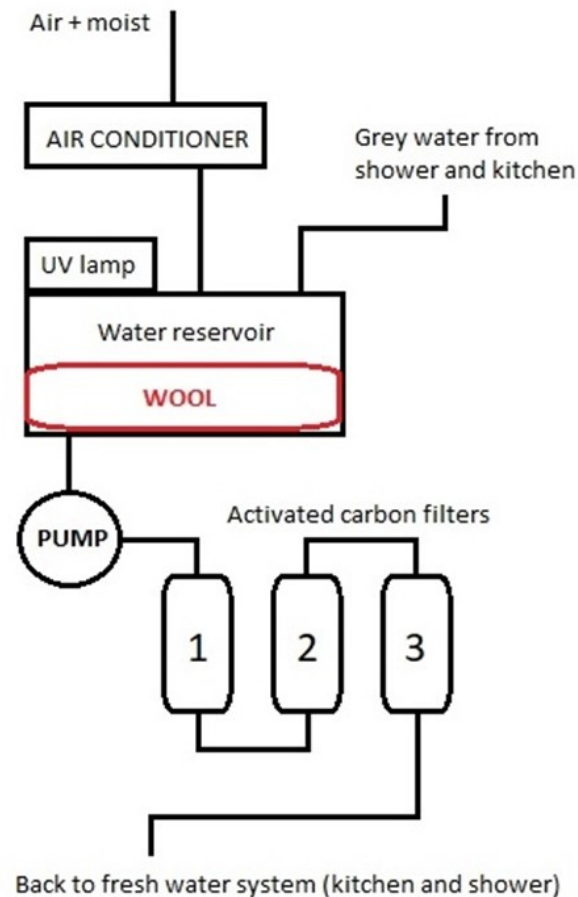 Air + moist
AIR CONDITIONER
Grey water from
shower and kitchen
UV lamp
Water reservoir
WOOL
PUMP
Activated carbon filters
1
2
3
Back to fresh water system (kitchen and shower)